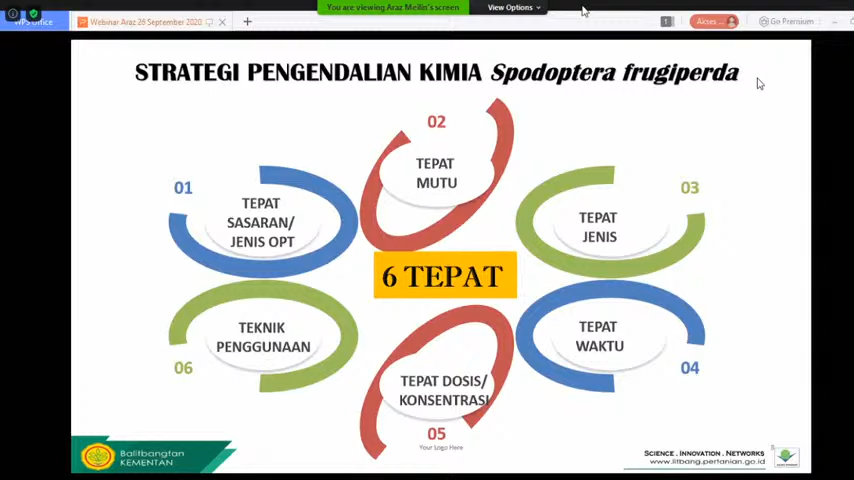 You are viewing Araz Meilin's screen
View Options
WPS Office
Webinar Araz 28 September 2020
1
Akses
Go Premium
STRATEGI PENGENDALIAN KIMIA Spodoptera frugiperda
01
TEPAT
SASARAN/
JENIS OPT
02
TEPAT
MUTU
03
TEPAT
JENIS
6 TEPAT
04
TEPAT
WAKTU
05
TEPAT DOSIS/
KONSENTRASI
06
TEKNIK
PENGGUNAAN
Your Logo Here
Balitbangtan
KEMENTAN
SCIENCE . INNOVATION . NETWORKS
www.litbang.pertanian.go.id